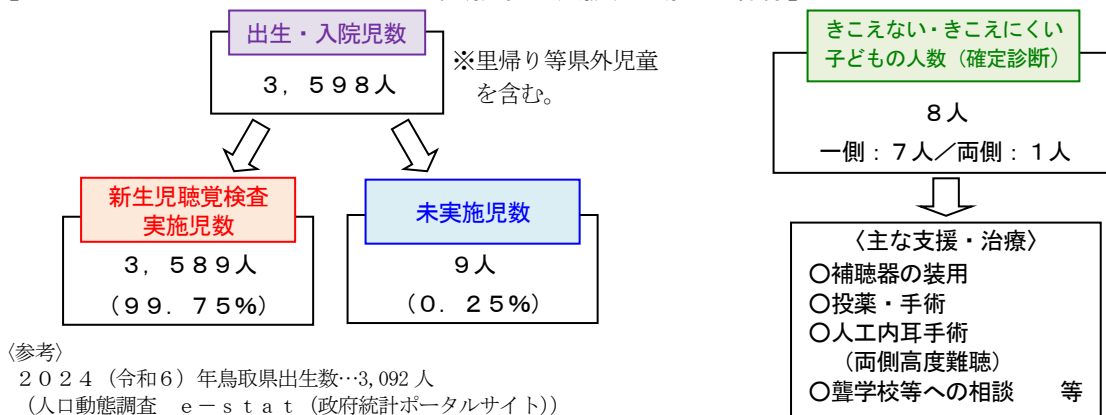 出生・入院児数
3,598人
※里帰り等県外児童
を含む。
新生児聴覚検査
実施児数
3,589人
(99.75%)
未実施児数
9人
(0.25%)
〈参考〉
2024(令和6)年鳥取県出生数…3,092人
(人口動態調査 e-stat(政府統計ポータルサイト))
きこえない・きこえにくい
子どもの人数(確定診断)
8人
一側:7人/両側:1人
〈主な支援・治療〉
○補聴器の装用
○投薬・手術
○人工内耳手術
(両側高度難聴)
○聾学校等への相談 等